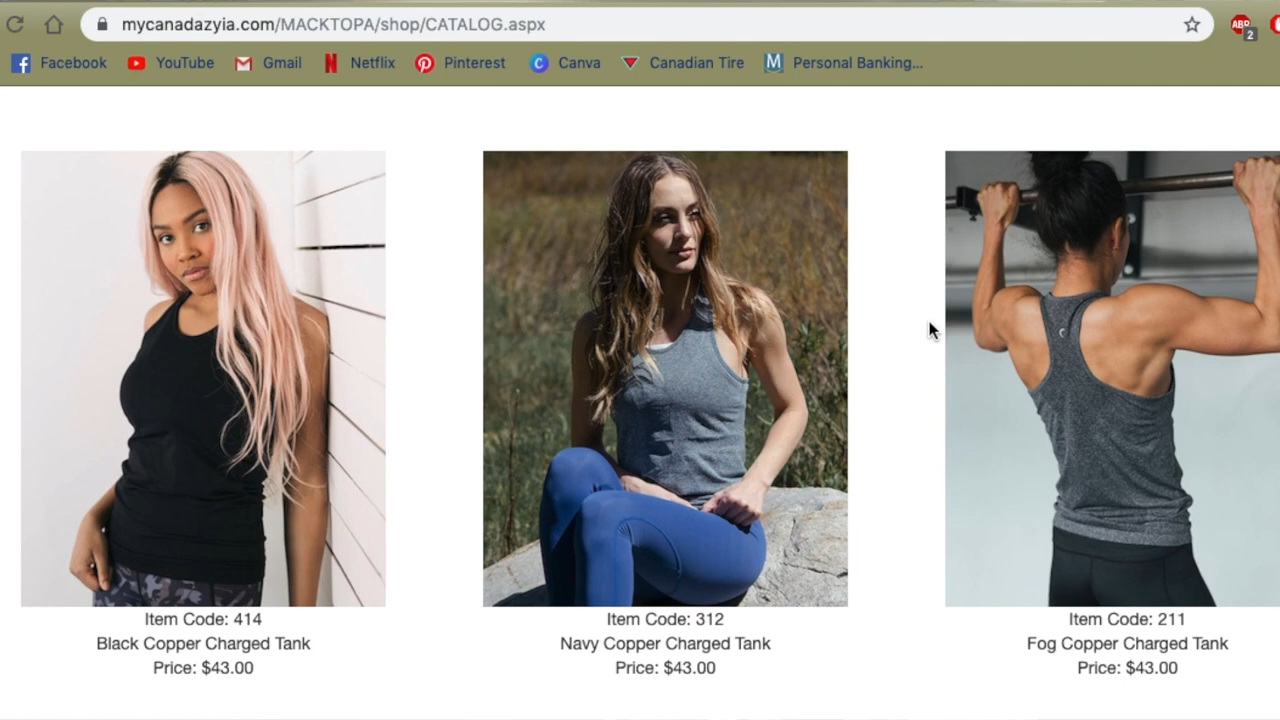 mycanadazyia.com/MACKTOPA/shop/CATALOG.aspx
ABP
2
Facebook YouTube Gmail Netflix Pinterest Canva Canadian Tire Personal Banking...
Item Code: 414
Black Copper Charged Tank
Price: $43.00
Item Code: 312
Navy Copper Charged Tank
Price: $43.00
Item Code: 211
Fog Copper Charged Tank
Price: $43.00